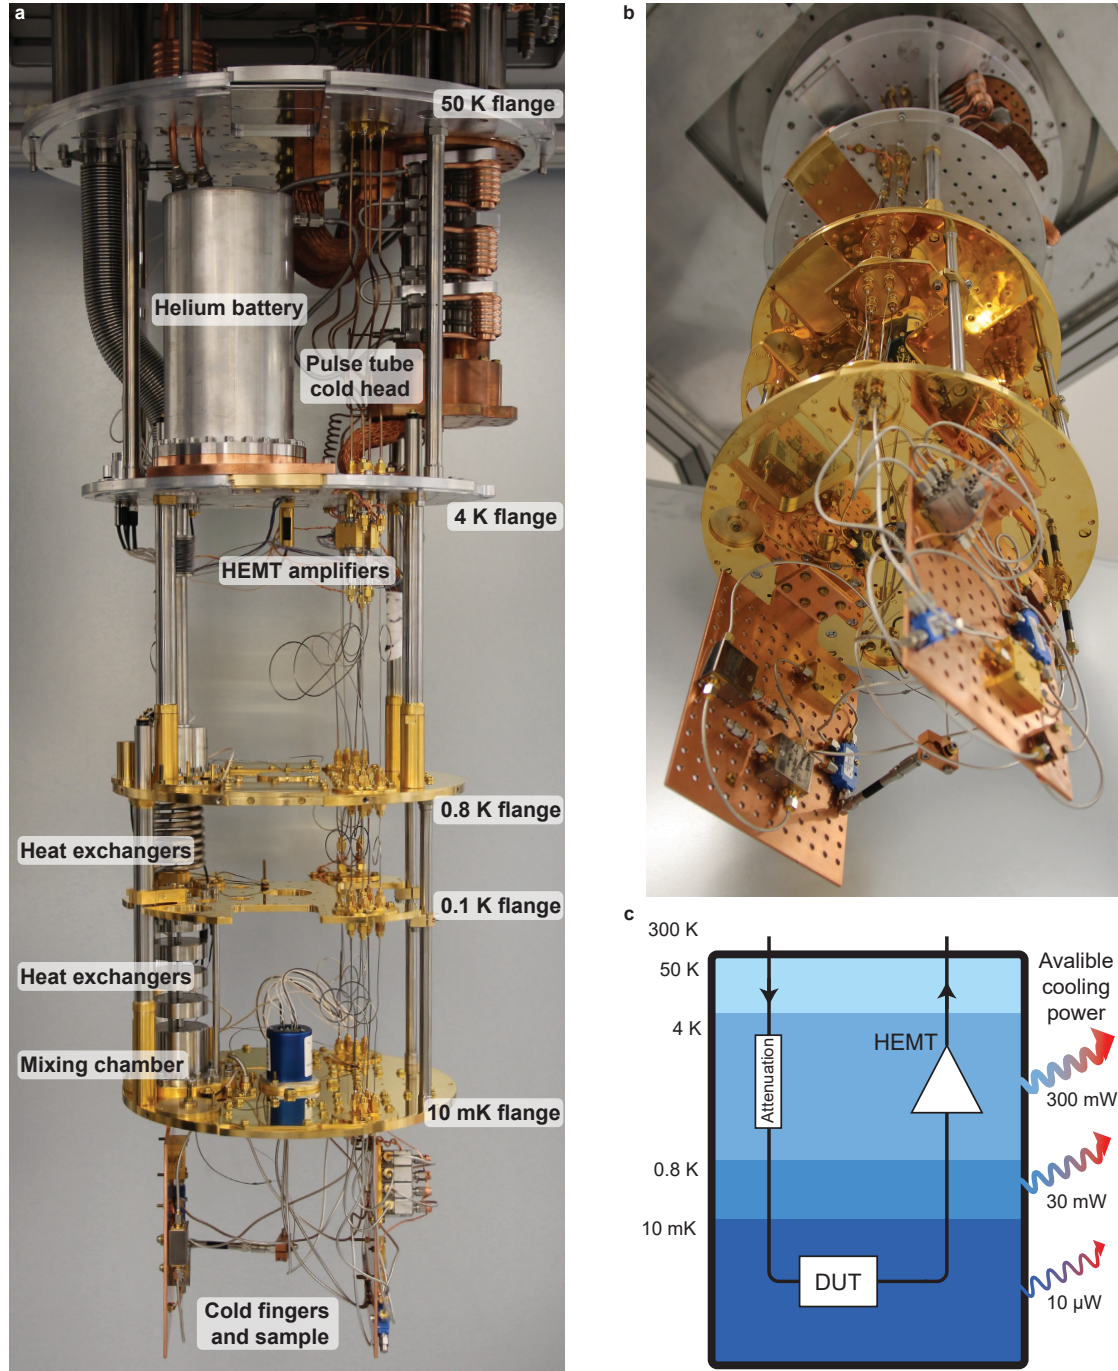 a
50 K flange
Helium battery
Pulse tube
cold head
4 K flange
HEMT amplifiers
0.8 K flange
Heat exchangers
0.1 K flange
Heat exchangers
Mixing chamber
10 mK flange
Cold fingers
and sample
b
c
300 K
50 K
4 K
0.8 K
10 mK
Attenuation
HEMT
DUT
Availible
cooling
power
300 mW
30 mW
10 µW